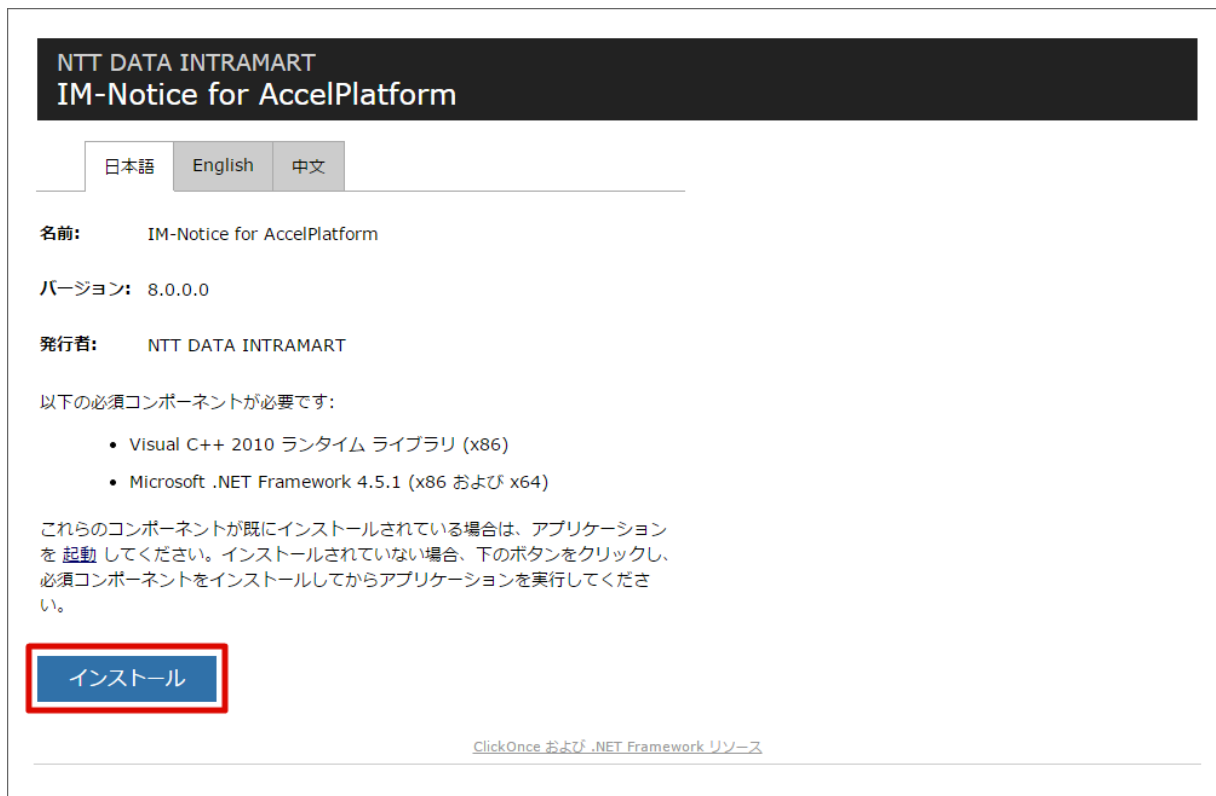 NTT DATA INTRAMART
IM-Notice for AccelPlatform
日本語 English 中文
名前: IM-Notice for AccelPlatform
バージョン: 8.0.0.0
発行者: NTT DATA INTRAMART
以下の必須コンポーネントが必要です:
• Visual C++ 2010 ランタイム ライブラリ (x86)
• Microsoft .NET Framework 4.5.1 (x86 および x64)
これらのコンポーネントが既にインストールされている場合は、アプリケーション
を 起動 してください。インストールされていない場合、下のボタンをクリックし、
必須コンポーネントをインストールしてからアプリケーションを実行してくださ
い。
インストール
ClickOnce および .NET Framework リソース